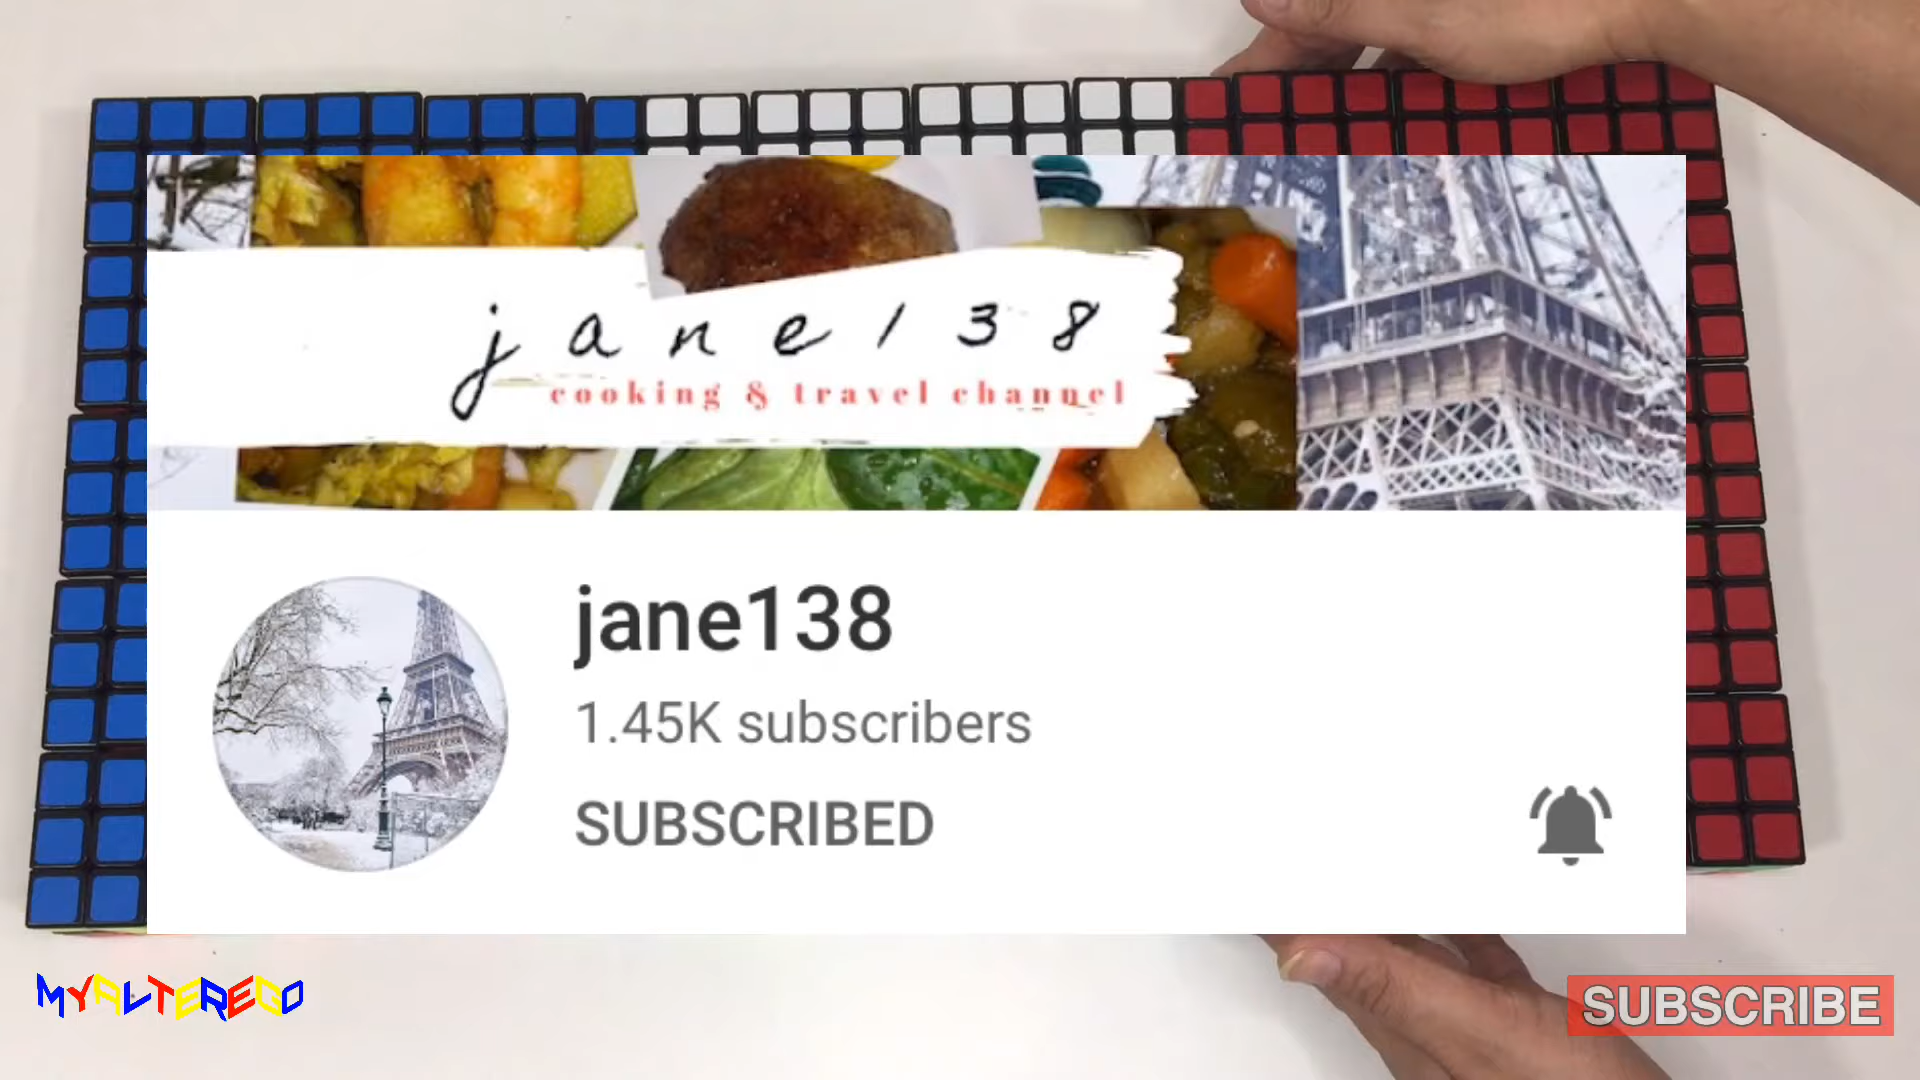 jane138
cooking & travel channel
jane138
1.45K subscribers
SUBSCRIBED
MYALTEREGO
SUBSCRIBE